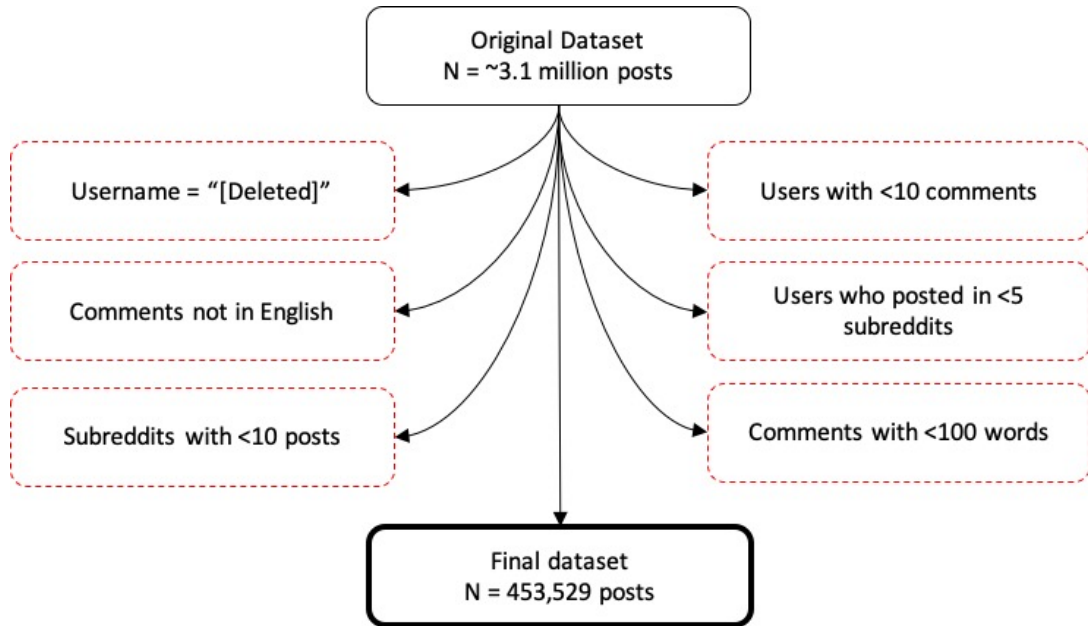 Original Dataset
N = ~3.1 million posts
Username = “[Deleted]”
Users with <10 comments
Comments not in English
Users who posted in <5
subreddits
Subreddits with <10 posts
Comments with <100 words
Final dataset
N = 453,529 posts